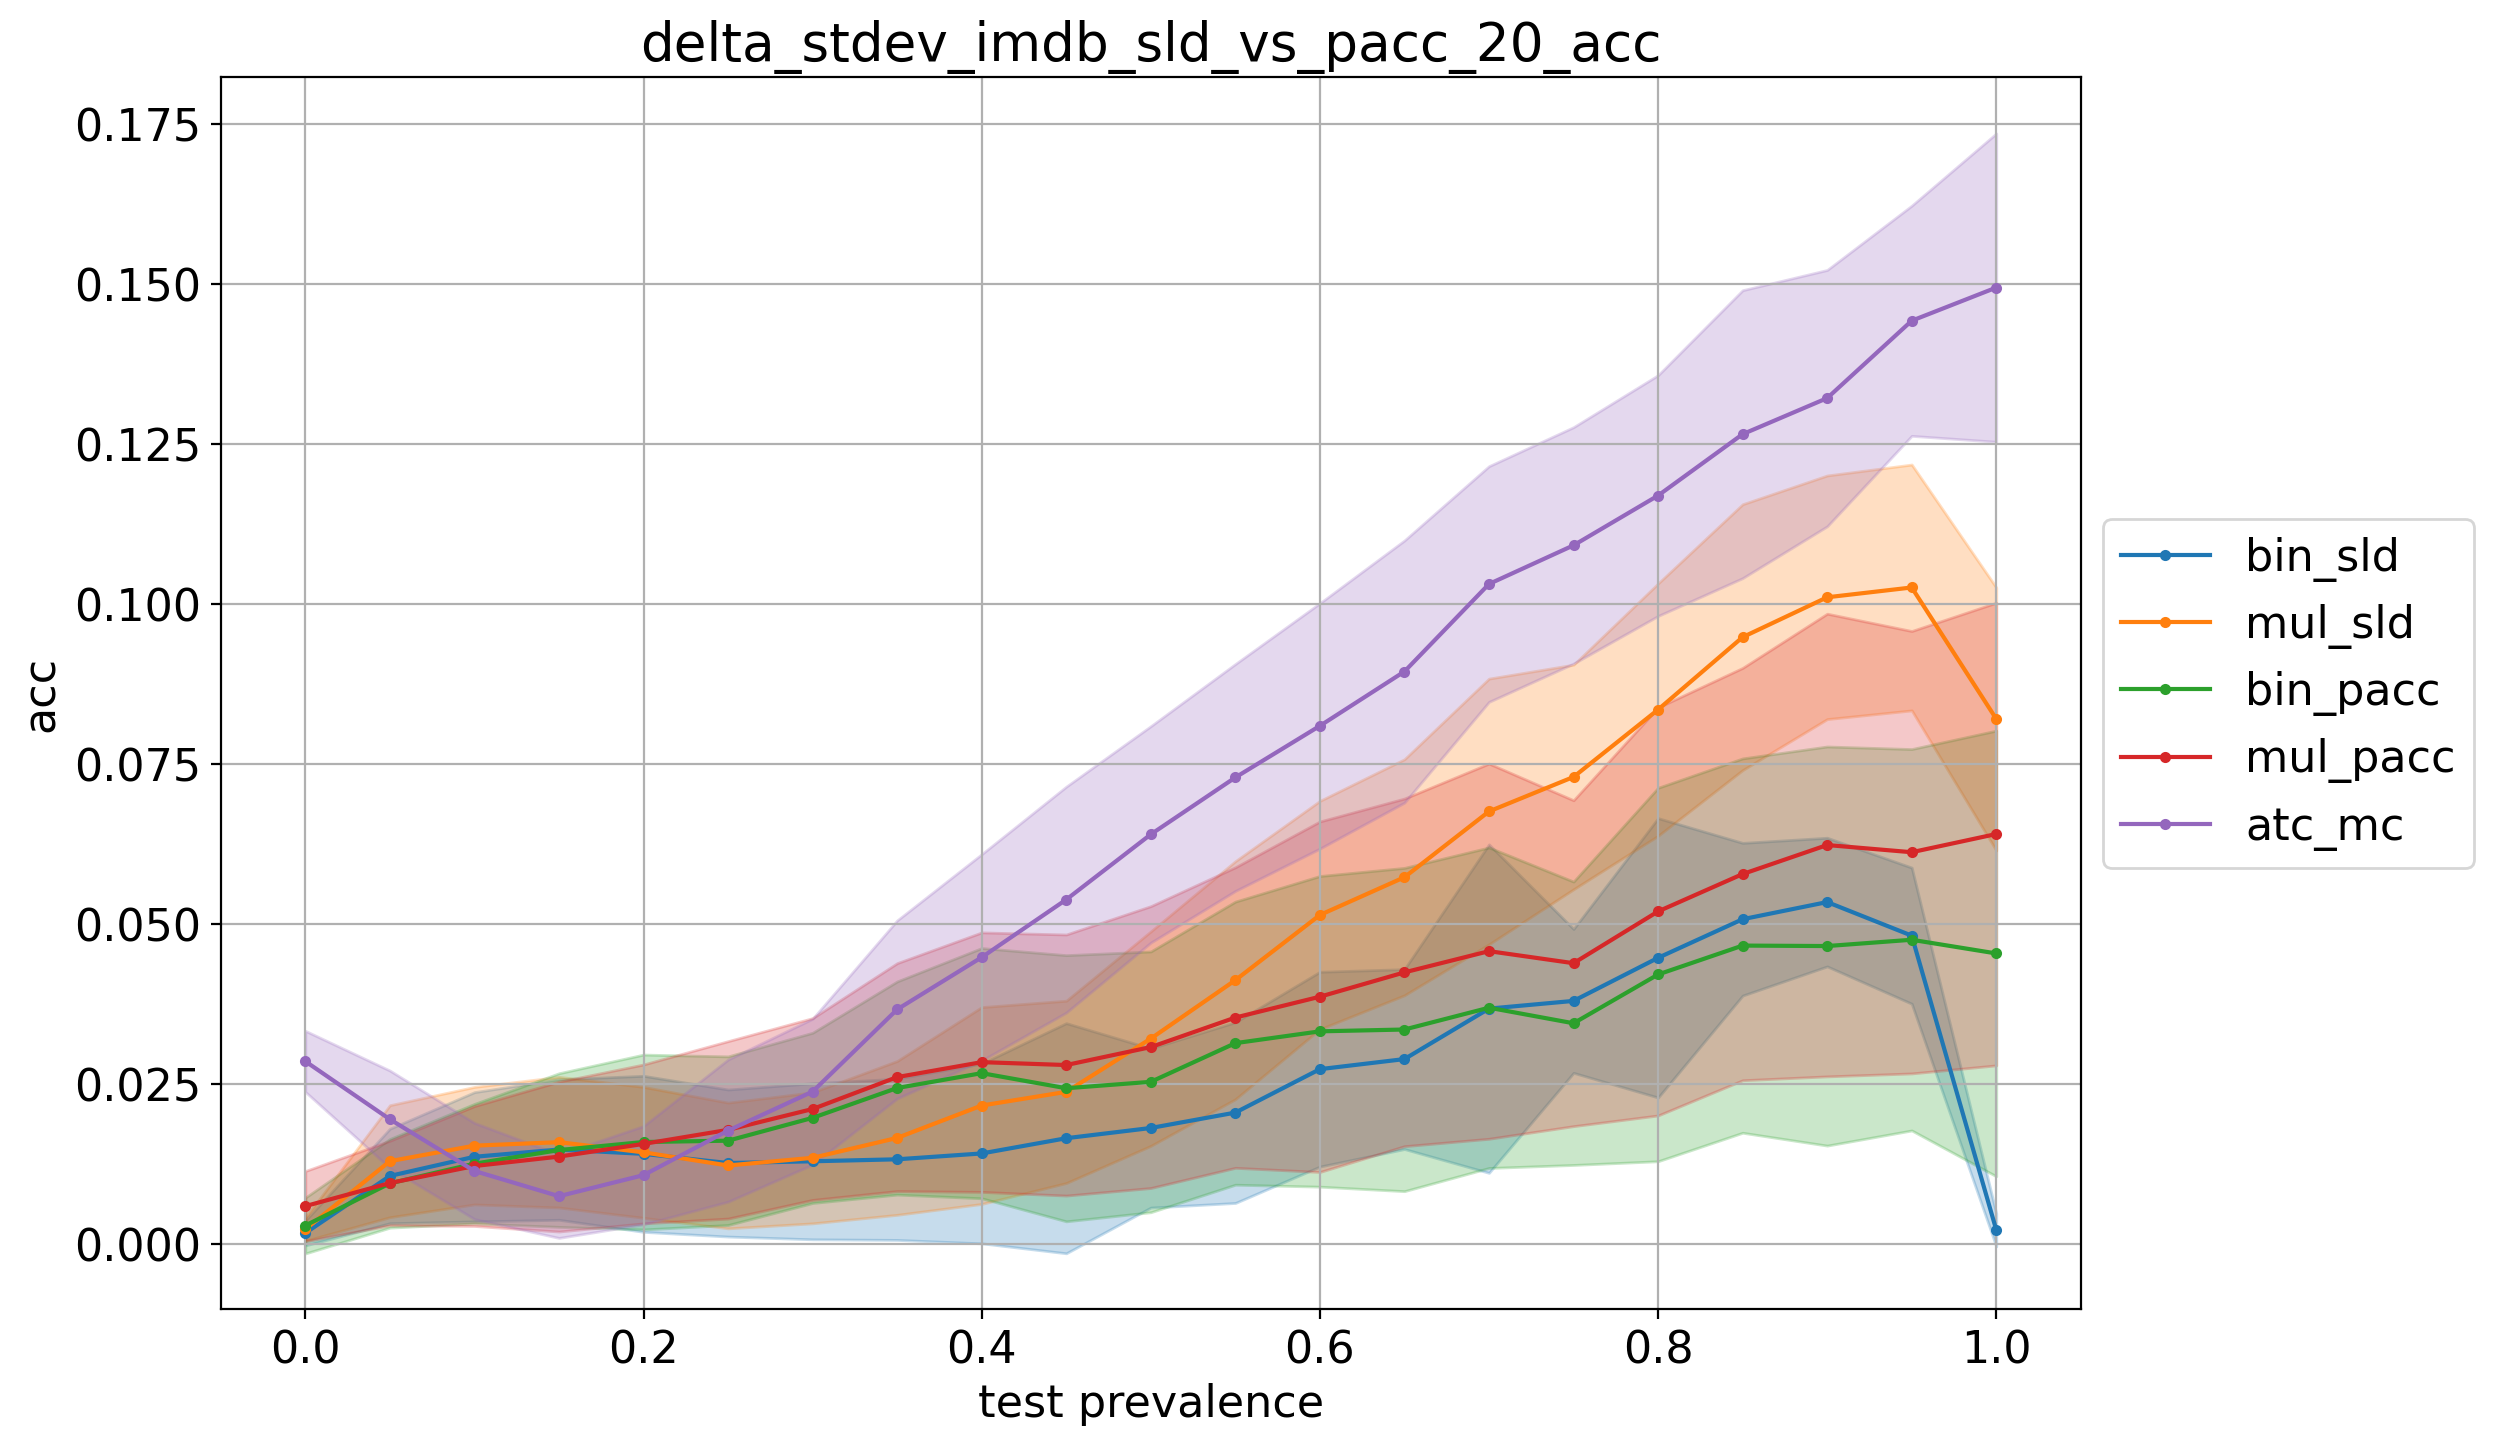 delta_stdev_imdb_sld_vs_pacc_20_acc
0.175
0.150
0.125
0.100
0.075
0.050
0.025
0.000
acc
0.0 0.2 0.4 0.6 0.8 1.0
test prevalence
bin_sld
mul_sld
bin_pacc
mul_pacc
atc_mc